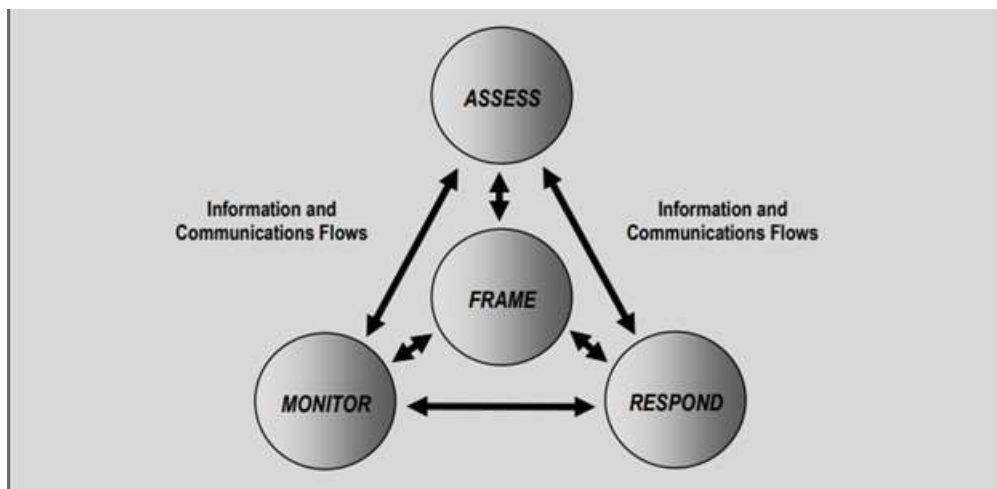 ASSESS
Information and
Communications Flows
Information and
Communications Flows
FRAME
MONITOR
RESPOND